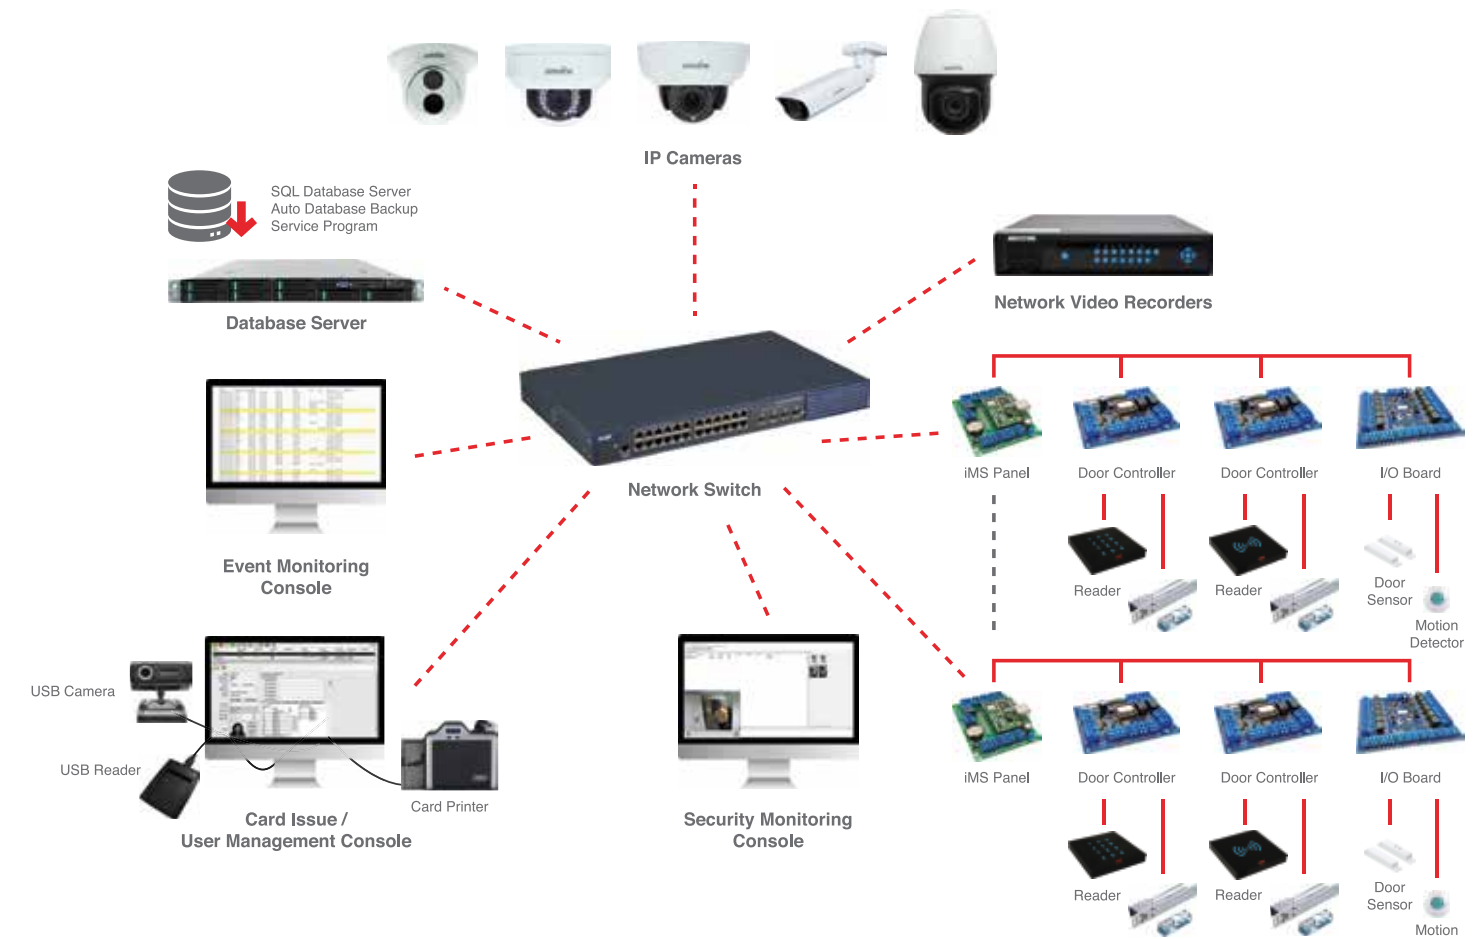 IP Cameras
SQL Database Server
Auto Database Backup
Service Program
Database Server
Network Video Recorders
Network Switch
Event Monitoring
Console
iMS Panel
Door Controller
Door Controller
I/O Board
Reader
Reader
Door
Sensor
Motion
Detector
USB Camera
USB Reader
Card Printer
Card Issue /
User Management Console
Security Monitoring
Console
iMS Panel
Door Controller
Door Controller
I/O Board
Reader
Reader
Door
Sensor
Motion